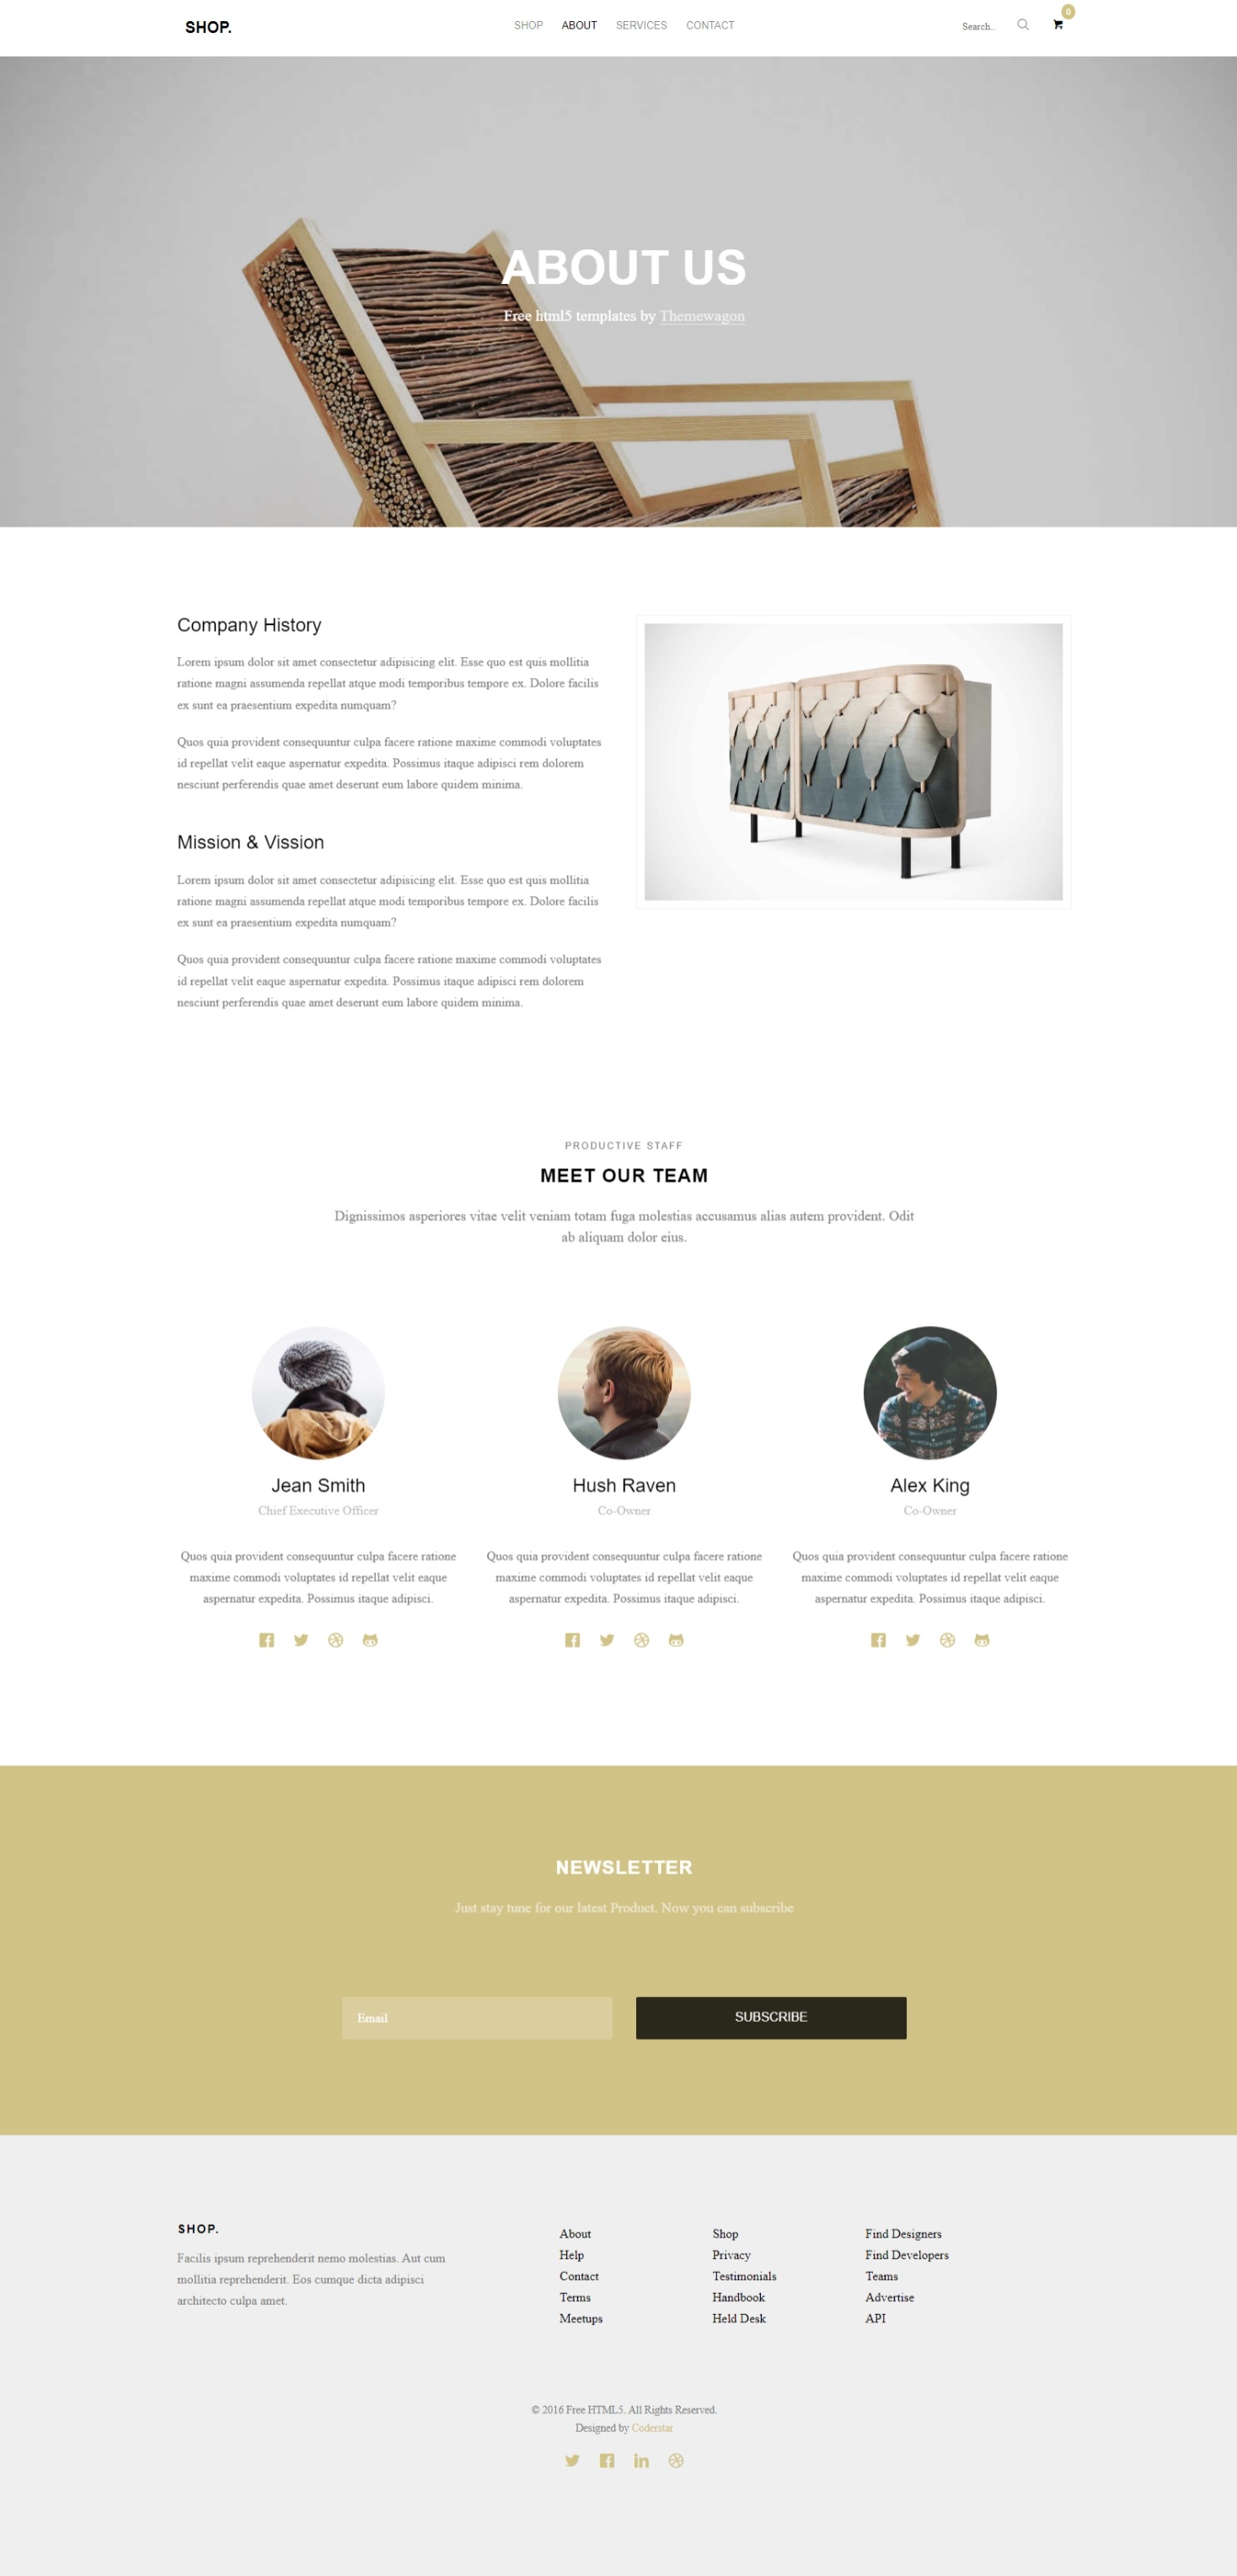 SHOP.
SHOP ABOUT SERVICES CONTACT
Search..
0
ABOUT US
Free html5 templates by Themewagon
Company History
Lorem ipsum dolor sit amet consectetur adipisicing elit. Esse quo est quis mollitia
ratione magni assumenda repellat atque modi temporibus tempore ex. Dolore facilis
ex sunt ea praesentium expedita numquam?
Quos quia provident consequuntur culpa facere ratione maxime commodi voluptates
id repellat velit eaque aspernatur expedita. Possimus itaque adipisci rem dolorem
nesciunt perferendis quae amet deserunt eum labore quidem minima.
Mission & Vission
Lorem ipsum dolor sit amet consectetur adipisicing elit. Esse quo est quis mollitia
ratione magni assumenda repellat atque modi temporibus tempore ex. Dolore facilis
ex sunt ea praesentium expedita numquam?
Quos quia provident consequuntur culpa facere ratione maxime commodi voluptates
id repellat velit eaque aspernatur expedita. Possimus itaque adipisci rem dolorem
nesciunt perferendis quae amet deserunt eum labore quidem minima.
PRODUCTIVE STAFF
MEET OUR TEAM
Dignissimos asperiores vitae velit veniam totam fuga molestias accusamus alias autem provident. Odit
ab aliquam dolor eius.
Jean Smith
Chief Executive Officer
Quos quia provident consequuntur culpa facere ratione
maxime commodi voluptates id repellat velit eaque
aspernatur expedita. Possimus itaque adipisci.
Hush Raven
Co-Owner
Quos quia provident consequuntur culpa facere ratione
maxime commodi voluptates id repellat velit eaque
aspernatur expedita. Possimus itaque adipisci.
Alex King
Co-Owner
Quos quia provident consequuntur culpa facere ratione
maxime commodi voluptates id repellat velit eaque
aspernatur expedita. Possimus itaque adipisci.
NEWSLETTER
Just stay tune for our latest Product. Now you can subscribe
Email
SUBSCRIBE
SHOP.
Facilis ipsum reprehenderit nemo molestias. Aut cum
mollitia reprehenderit. Eos cumque dicta adipisci
architecto culpa amet.
About
Help
Contact
Terms
Meetups
Shop
Privacy
Testimonials
Handbook
Held Desk
Find Designers
Find Developers
Teams
Advertise
API
© 2016 Free HTML5. All Rights Reserved.
Designed by Coderstar